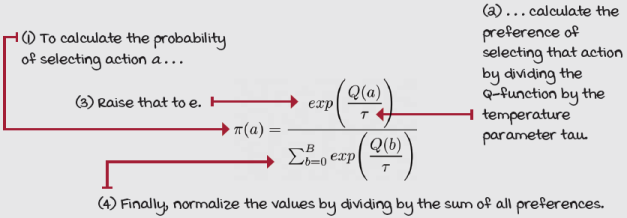 (1) To calculate the probability
of selecting action a...
(2) ... calculate the
preference of
selecting that action
by dividing the
Q-function by the
temperature
parameter tau.
(3) Raise that to e.
π(a) = exp(Q(a)/τ) / ∑_{b=0}^{B} exp(Q(b)/τ)
(4) Finally, normalize the values by dividing by the sum of all preferences.